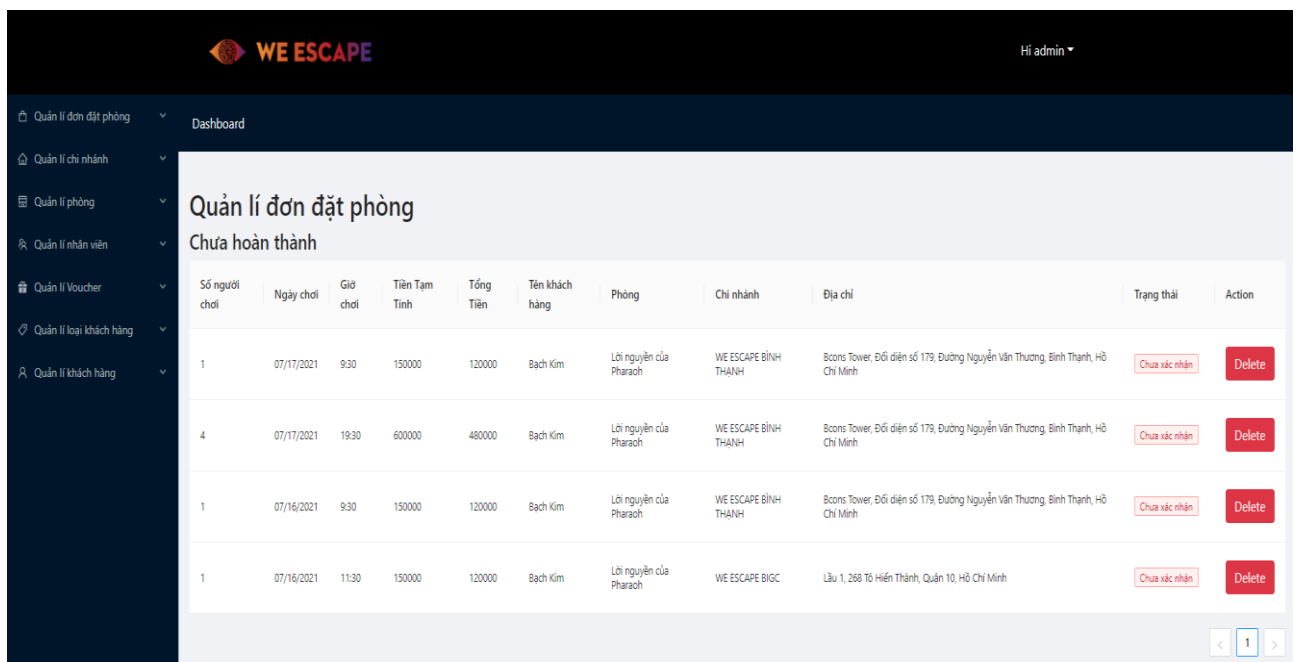 WE ESCAPE
Hi admin
Quản lí đơn đặt phòng
Quản lí chi nhánh
Quản lí phòng
Quản lí nhân viên
Quản lí Voucher
Quản lí loại khách hàng
Quản lí khách hàng
Dashboard
Quản lí đơn đặt phòng
Chưa hoàn thành
Số người chơi Ngày chơi Giờ chơi Tiền Tạm Tính Tổng Tiền Tên khách hàng Phòng Chi nhánh Địa chỉ Trạng thái Action
1 07/17/2021 9:30 150000 120000 Bạch Kim Lời nguyền của Pharaoh WE ESCAPE BÌNH THẠNH Bcons Tower, Đối diện số 179, Đường Nguyễn Văn Thương, Bình Thạnh, Hồ Chí Minh Chưa xác nhận Delete
4 07/17/2021 19:30 600000 480000 Bạch Kim Lời nguyền của Pharaoh WE ESCAPE BÌNH THẠNH Bcons Tower, Đối diện số 179, Đường Nguyễn Văn Thương, Bình Thạnh, Hồ Chí Minh Chưa xác nhận Delete
1 07/16/2021 9:30 150000 120000 Bạch Kim Lời nguyền của Pharaoh WE ESCAPE BÌNH THẠNH Bcons Tower, Đối diện số 179, Đường Nguyễn Văn Thương, Bình Thạnh, Hồ Chí Minh Chưa xác nhận Delete
1 07/16/2021 11:30 150000 120000 Bạch Kim Lời nguyền của Pharaoh WE ESCAPE BIGC Lầu 1, 268 Tô Hiến Thành, Quận 10, Hồ Chí Minh Chưa xác nhận Delete
< 1 >